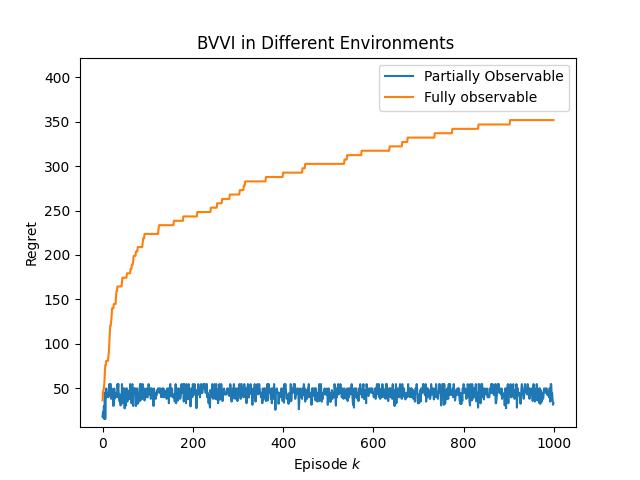 BVVI in Different Environments
Partially Observable
Fully observable
400
350
300
250
200
150
100
50
Regret
0
200
400
600
800
1000
Episode k